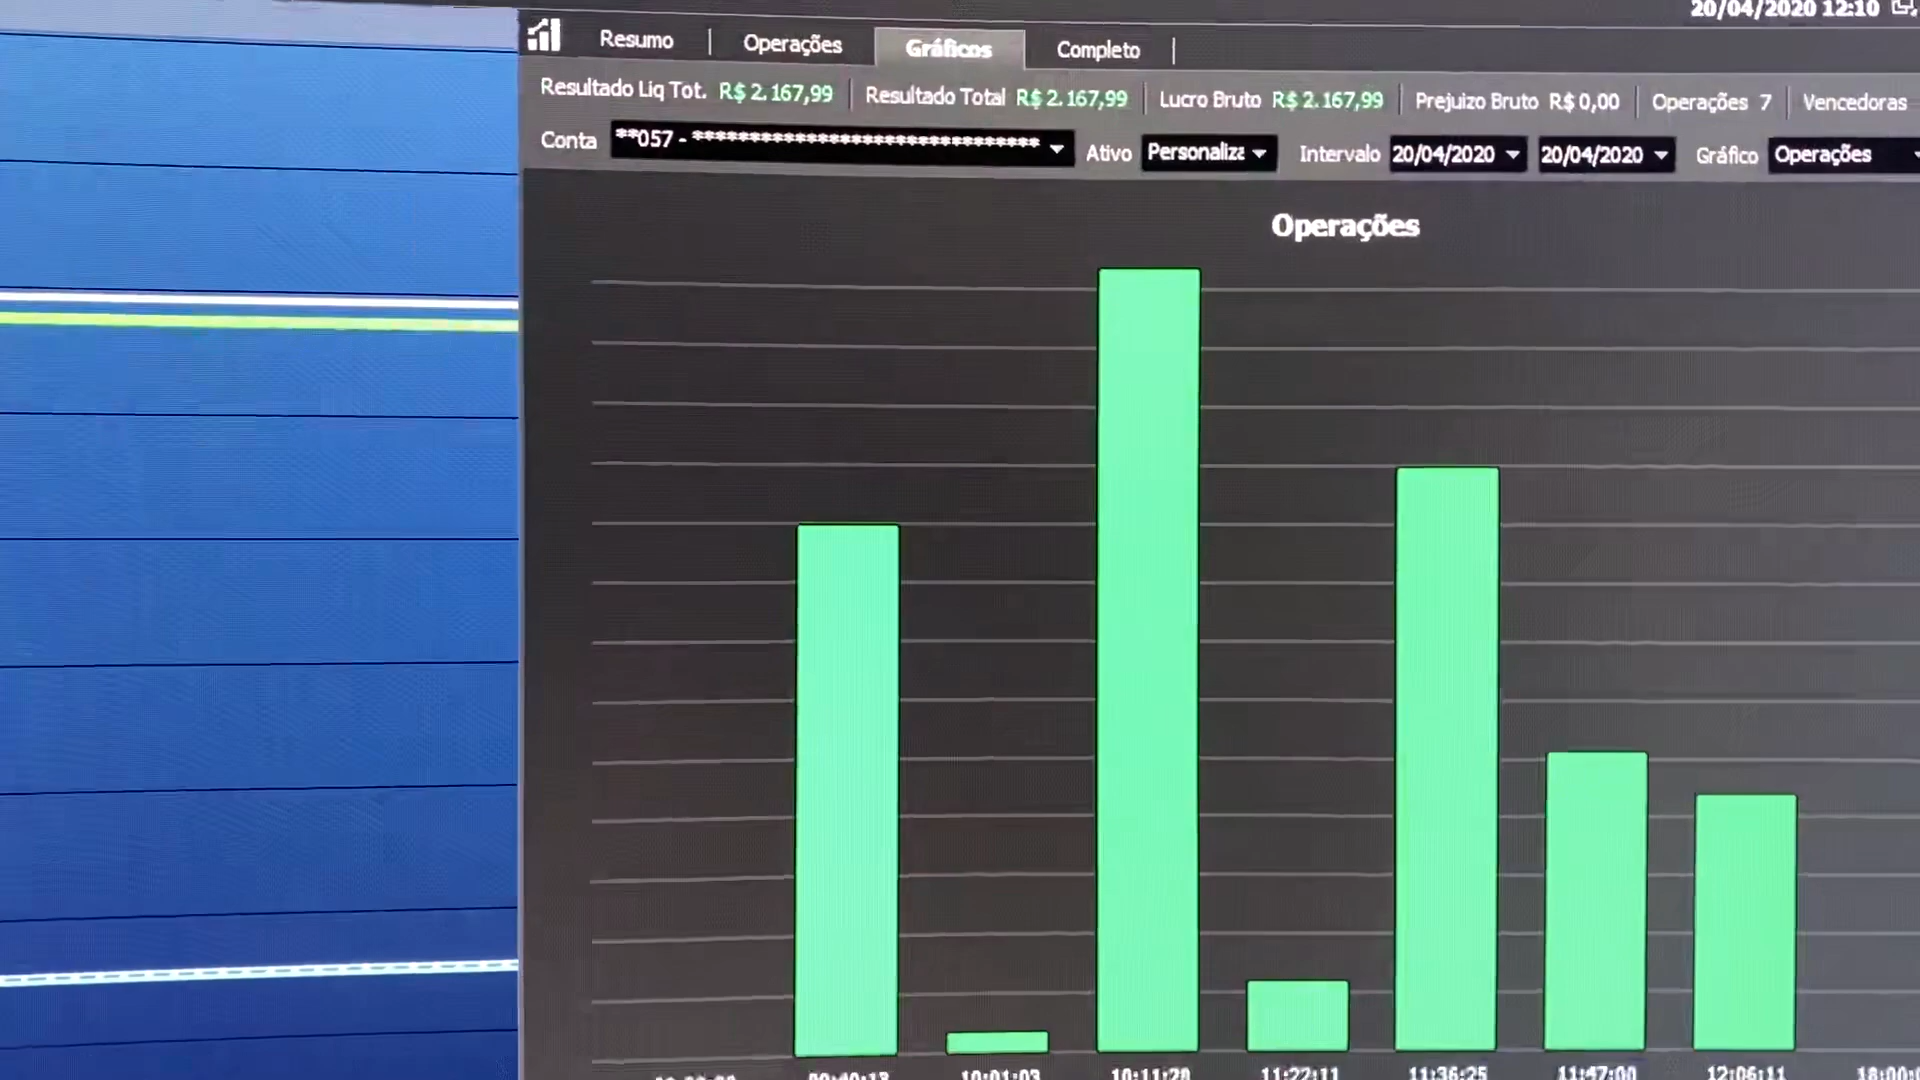 20/04/2020 12:10
Resumo | Operações Gráficos Completo |
Resultado Liq Tot. R$ 2.167,99 | Resultado Total R$ 2.167,99 | Lucro Bruto R$ 2.167,99 | Prejuizo Bruto R$ 0,00 | Operações 7 | Vencedoras
Conta **057 - ****************************** Ativo Personaliz Intervalo 20/04/2020 20/04/2020 Gráfico Operações
Operações
10:01:03 10:11:28 11:22:11 11:36:25 11:47:00 12:06:11